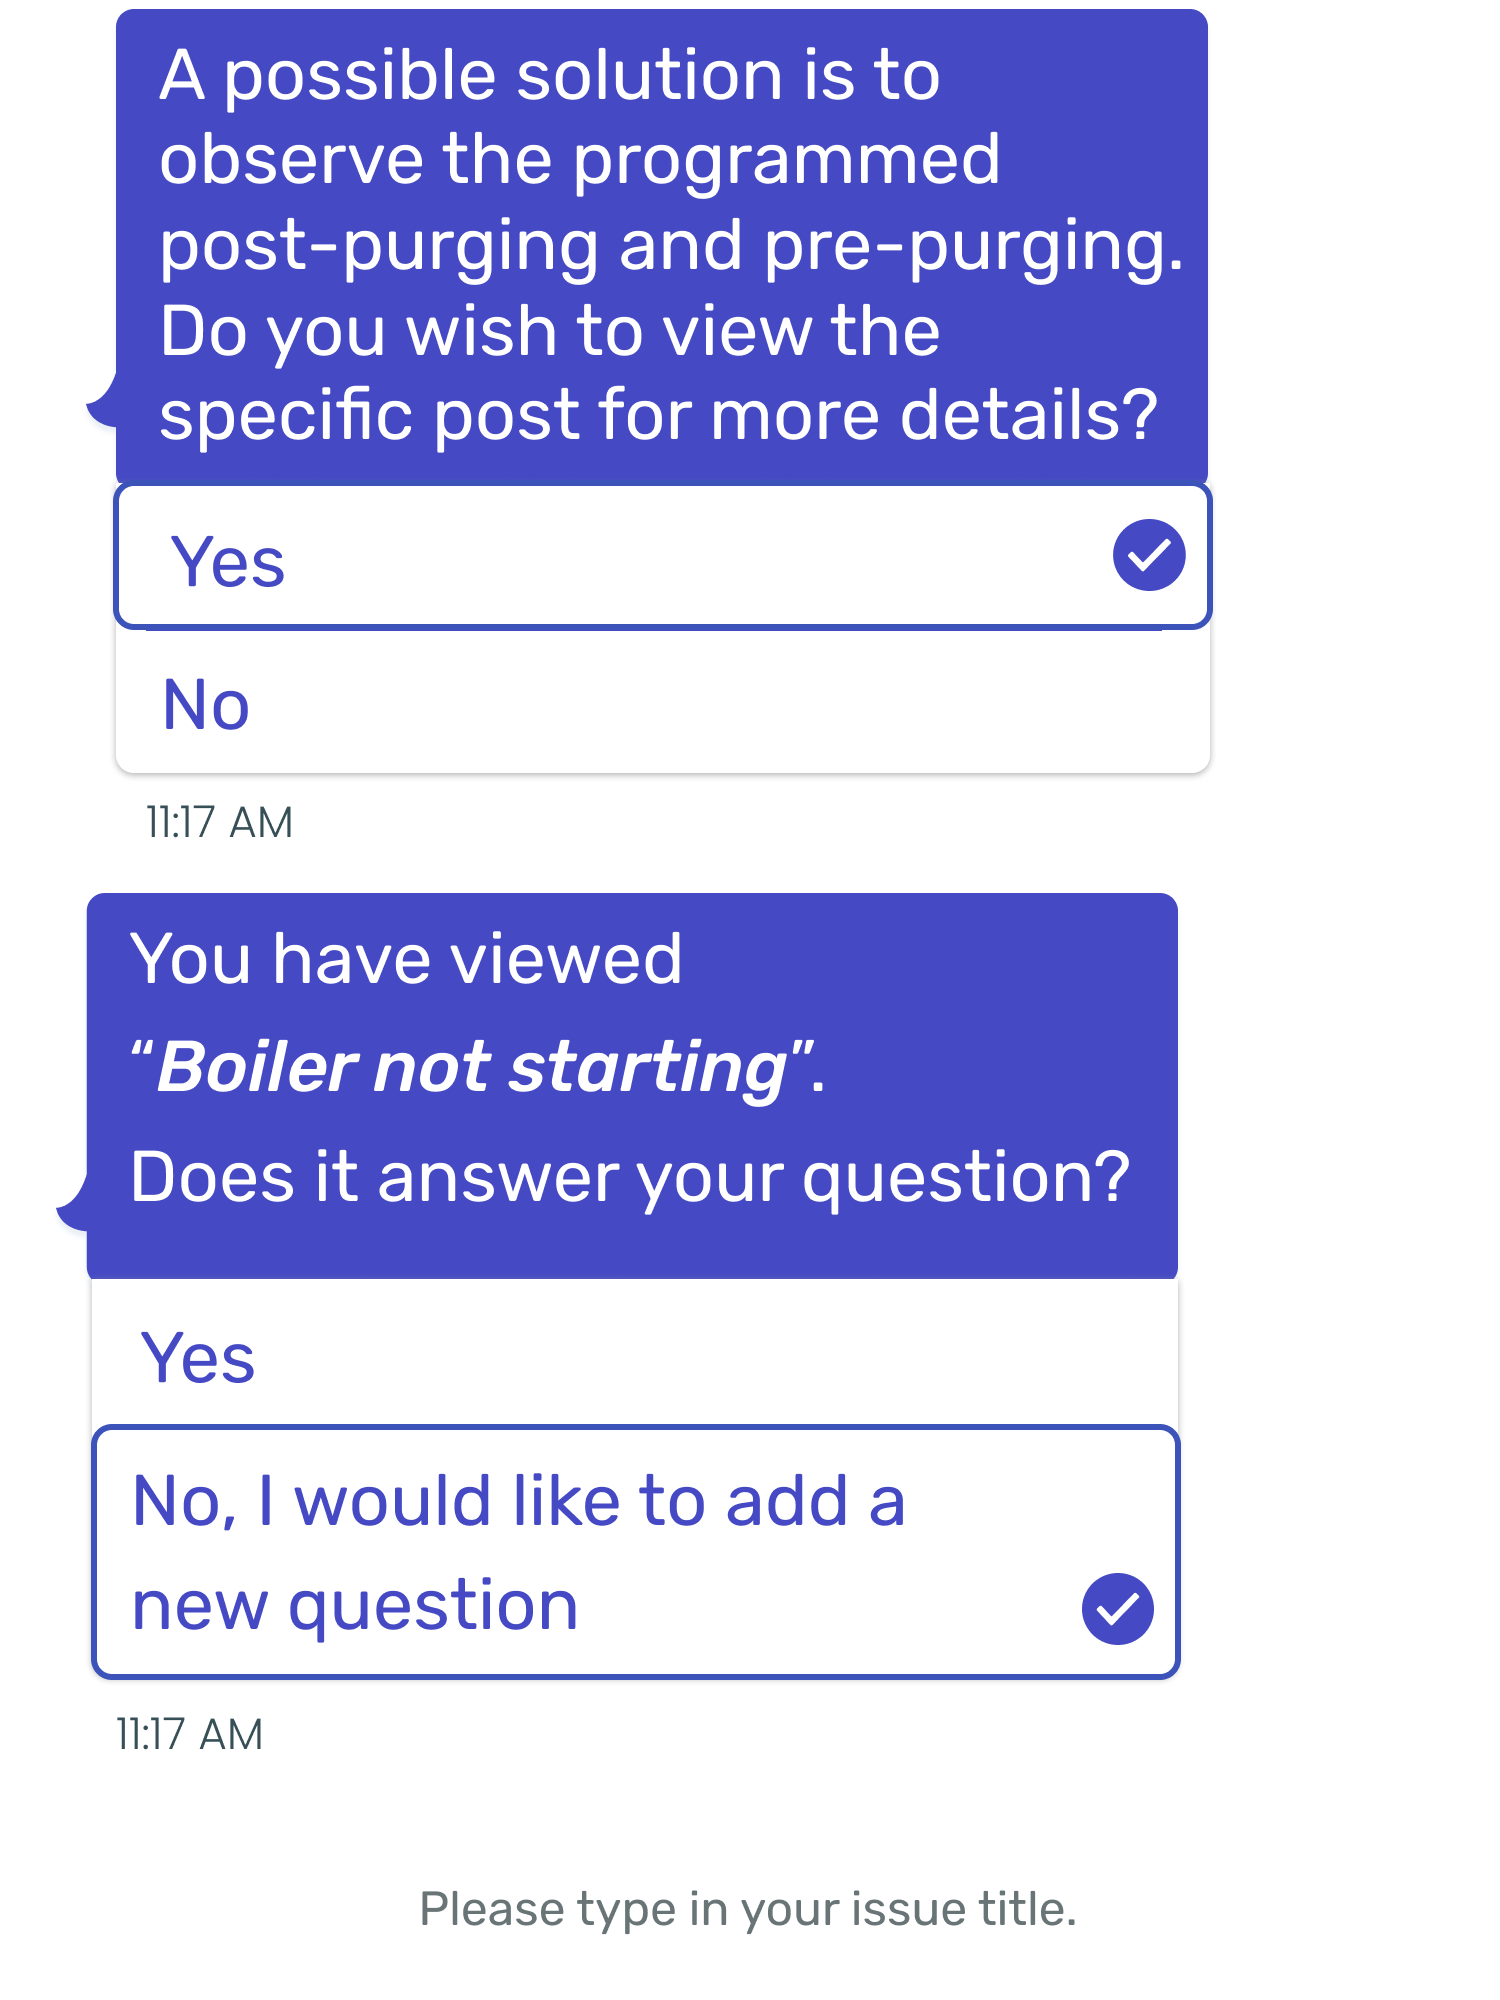 A possible solution is to
observe the programmed
post-purging and pre-purging.
Do you wish to view the
specific post for more details?
Yes
No
11:17 AM
You have viewed
“Boiler not starting”.
Does it answer your question?
Yes
No, I would like to add a
new question
11:17 AM
Please type in your issue title.